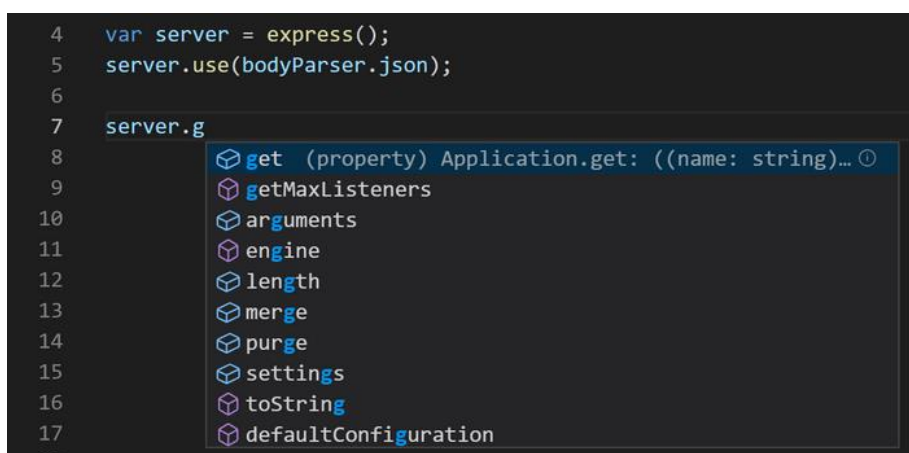 4 var server = express();
5 server.use(bodyParser.json);
6
7 server.g
8 get (property) Application.get: ((name: string)…
9 getMaxListeners
10 arguments
11 engine
12 length
13 merge
14 purge
15 settings
16 toString
17 defaultConfiguration